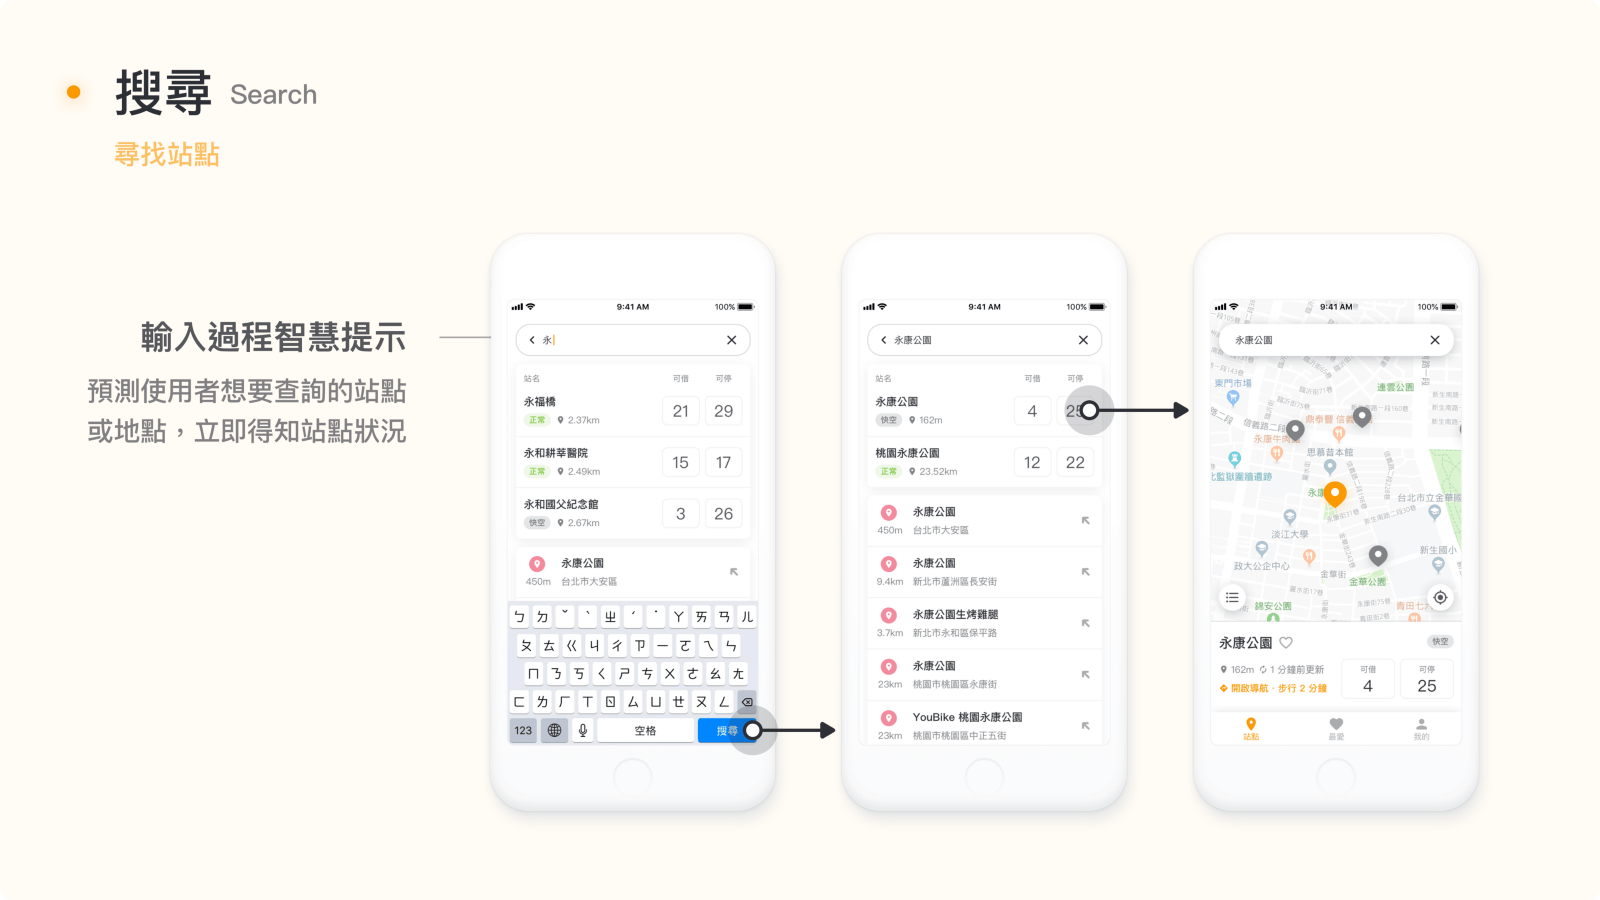 搜尋 Search
尋找站點
輸入過程智慧提示
預測使用者想要查詢的站點
或地點，立即得知站點狀況
9:41 AM 100%
永
站名 可借 可停
永福橋
正常 2.37km 21 29
永和耕莘醫院
正常 2.49km 15 17
永和國父紀念館
快空 2.67km 3 26
永康公園
450m 台北市大安區
ㄅ ㄉ ˇ ˋ ㄓ ˊ ˙ ㄚ ㄞ ㄢ ㄦ
ㄆ ㄊ ㄍ ㄐ ㄔ ㄗ ㄧ ㄛ ㄟ ㄣ
ㄇ ㄋ ㄎ ㄑ ㄕ ㄘ ㄨ ㄜ ㄠ ㄤ
ㄈ ㄌ ㄏ ㄒ ㄖ ㄙ ㄩ ㄝ ㄡ ㄥ
123 空格 搜尋
9:41 AM 100%
永康公園
站名 可借 可停
永康公園
快空 162m 4 25
桃園永康公園
正常 23.52km 12 22
永康公園
450m 台北市大安區
永康公園
9.4km 新北市蘆洲區長安街
永康公園生烤雞腿
3.7km 新北市永和區保平路
永康公園
23km 桃園市桃園區永康街
YouBike 桃園永康公園
23km 桃園市桃園區中正五街
9:41 AM 100%
永康公園
東門市場
連雲公園
鼎泰豐 信義
信義路二段
永康牛肉
思慕昔本館
北監獄圍牆遺跡
永康
台北市立金華國
淡江大學
新生國小
政大公企中心
金華街
金華公園
錦安公園
青田七六
永康公園 快空
162m 1 分鐘前更新 可借 可停
開啟導航 · 步行 2 分鐘 4 25
站點 最愛 我的